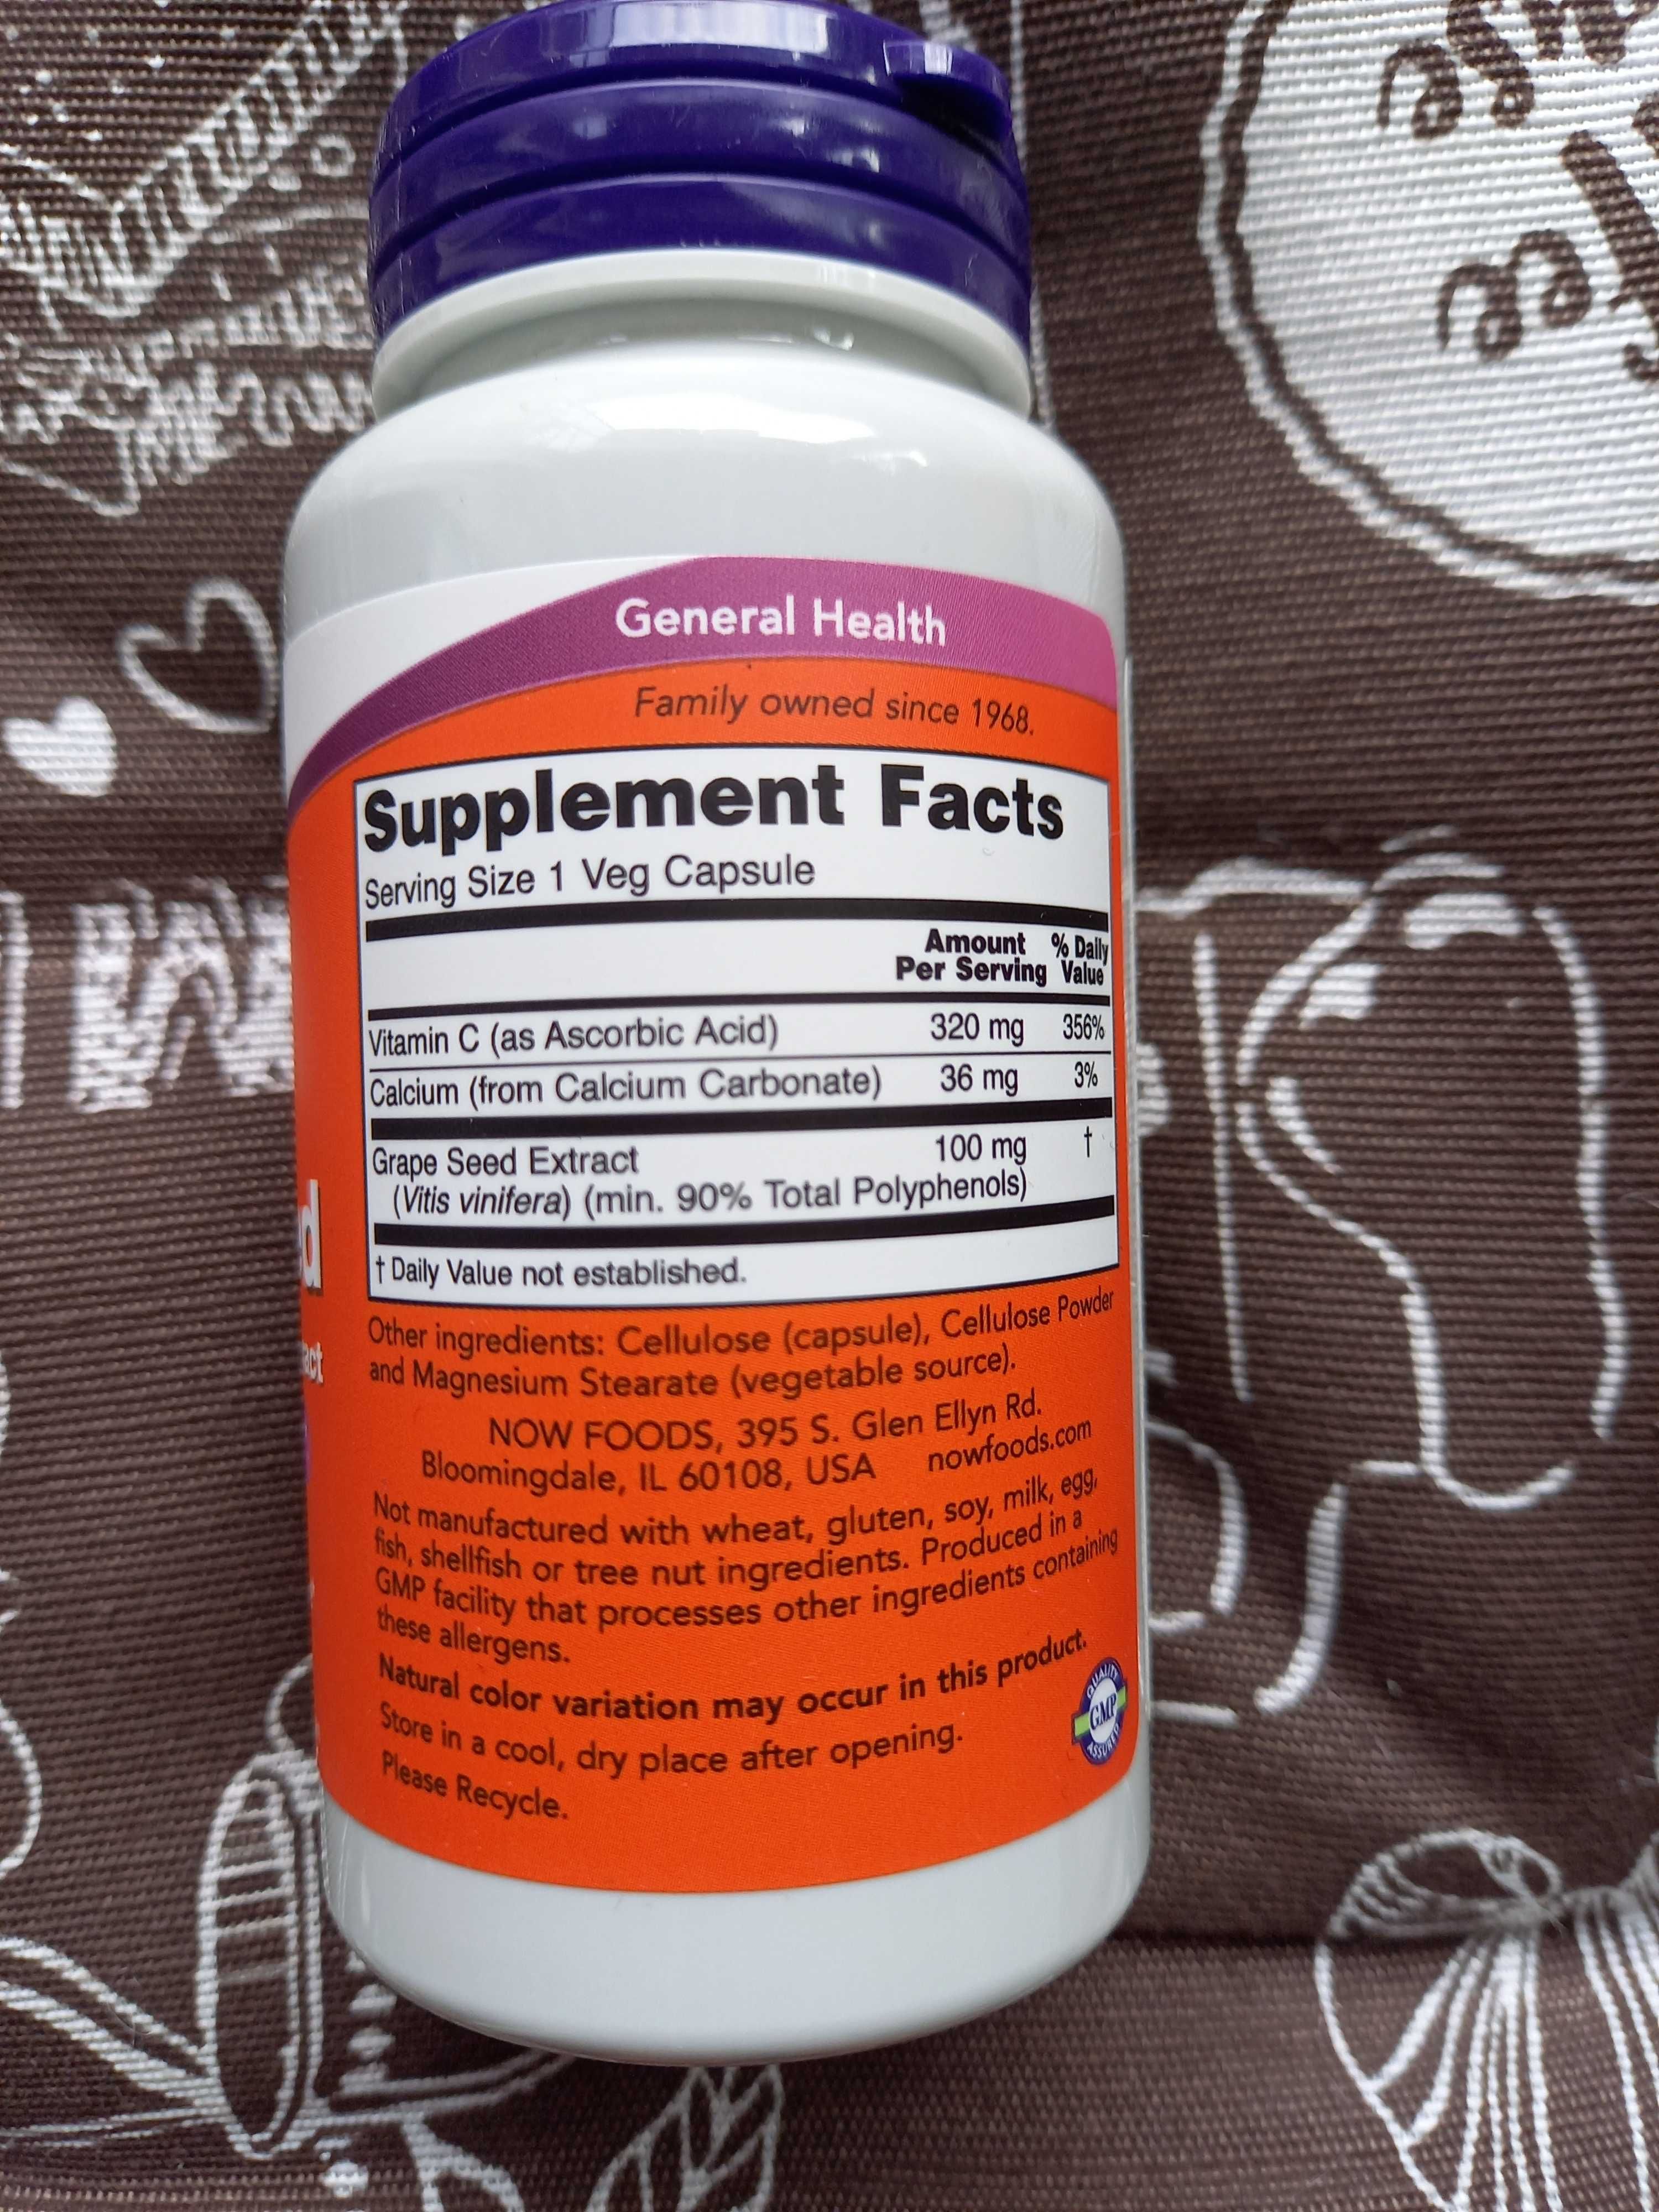 General Health
Family owned since 1968.
Supplement Facts
Serving Size 1 Veg Capsule
Amount Per Serving
% Daily Value
Vitamin C (as Ascorbic Acid) 320 mg 356%
Calcium (from Calcium Carbonate) 36 mg 3%
Grape Seed Extract 100 mg †
(Vitis vinifera) (min. 90% Total Polyphenols)
† Daily Value not established.
Other ingredients: Cellulose (capsule), Cellulose Powder
and Magnesium Stearate (vegetable source).
NOW FOODS, 395 S. Glen Ellyn Rd.
Bloomingdale, IL 60108, USA nowfoods.com
Not manufactured with wheat, gluten, soy, milk, egg,
fish, shellfish or tree nut ingredients. Produced in a
GMP facility that processes other ingredients containing
these allergens.
Natural color variation may occur in this product.
Store in a cool, dry place after opening.
Please Recycle.
QUALITY
GMP
ASSURED